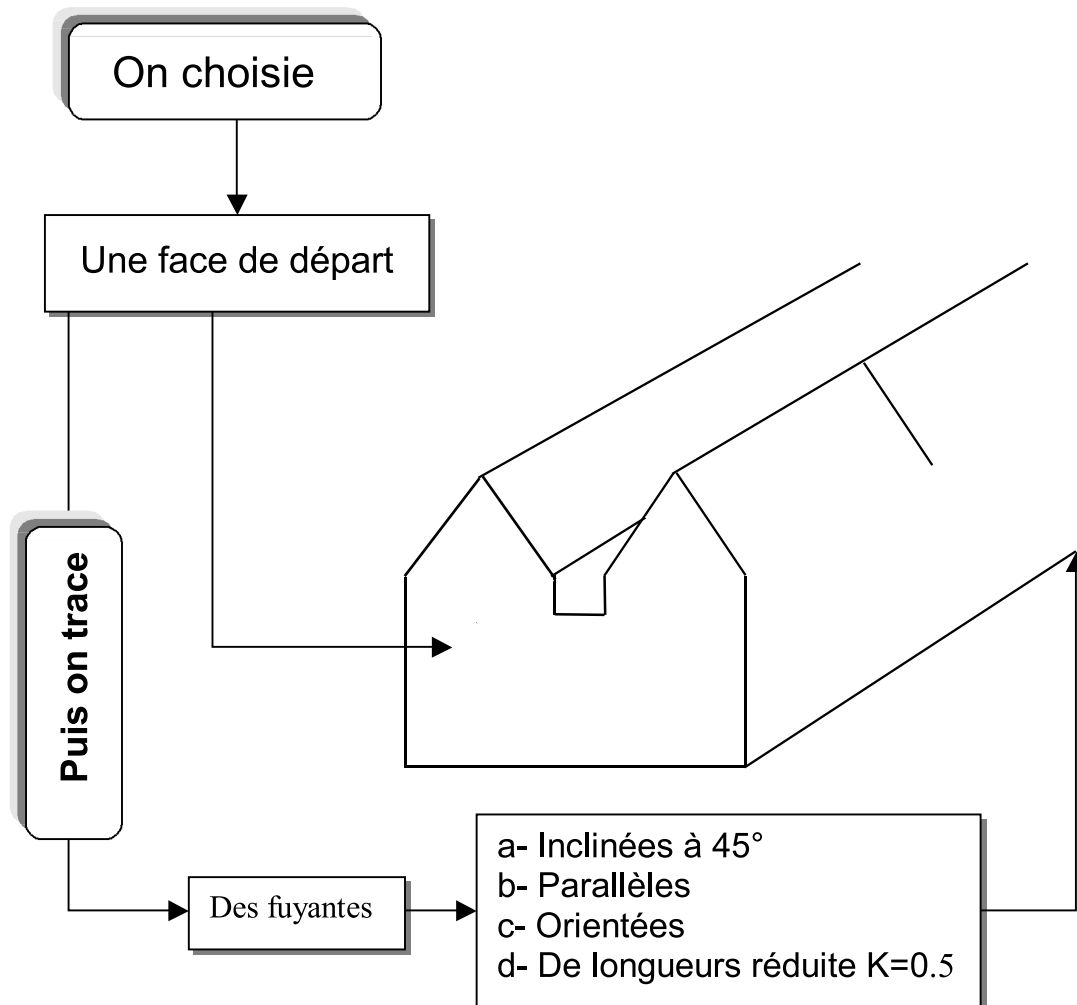 On choisie
Une face de départ
Puis on trace
Des fuyantes
a- Inclinées à 45°
b- Parallèles
c- Orientées
d- De longueurs réduite K=0.5